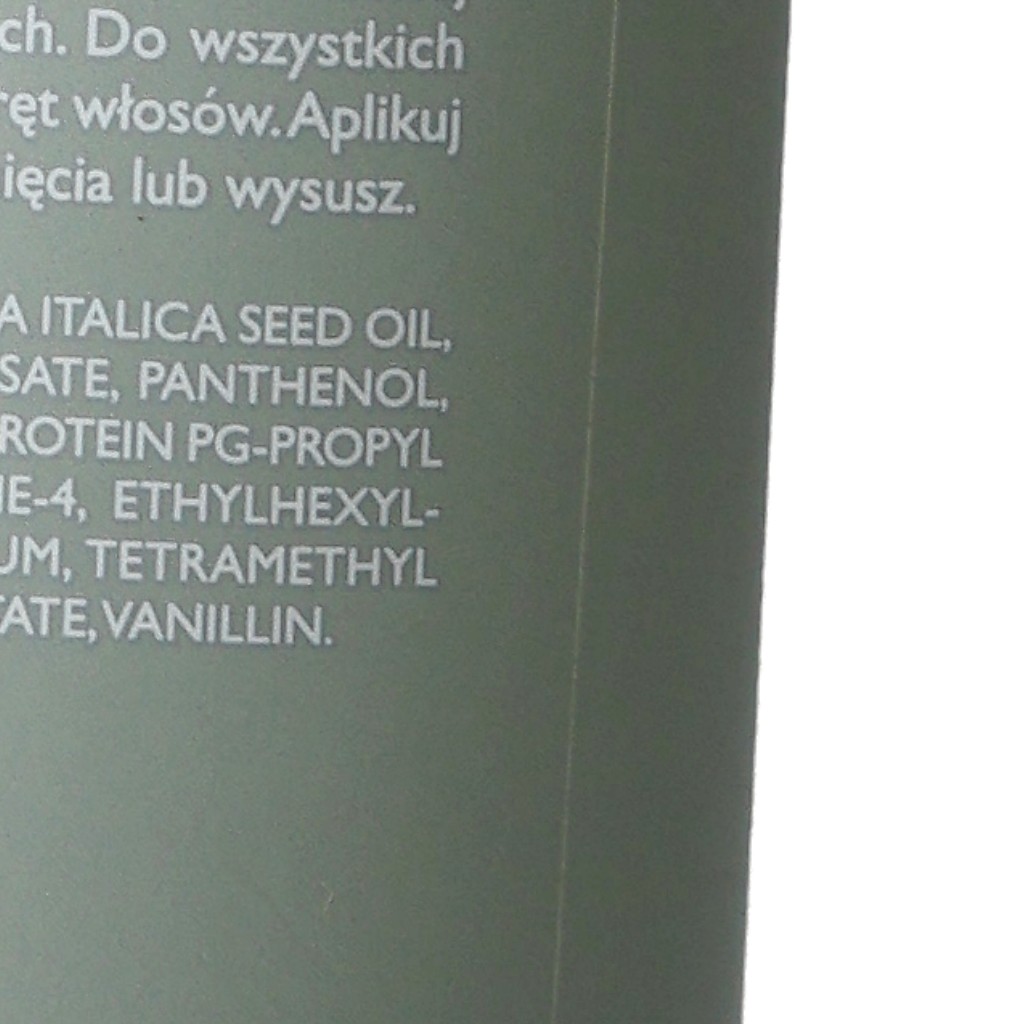 ch. Do wszystkich
ręt włosów. Aplikuj
ięcia lub wysusz.
A ITALICA SEED OIL,
SATE, PANTHENOL,
ROTEIN PG-PROPYL
IE-4, ETHYLHEXYL-
UM, TETRAMETHYL
TATE, VANILLIN.